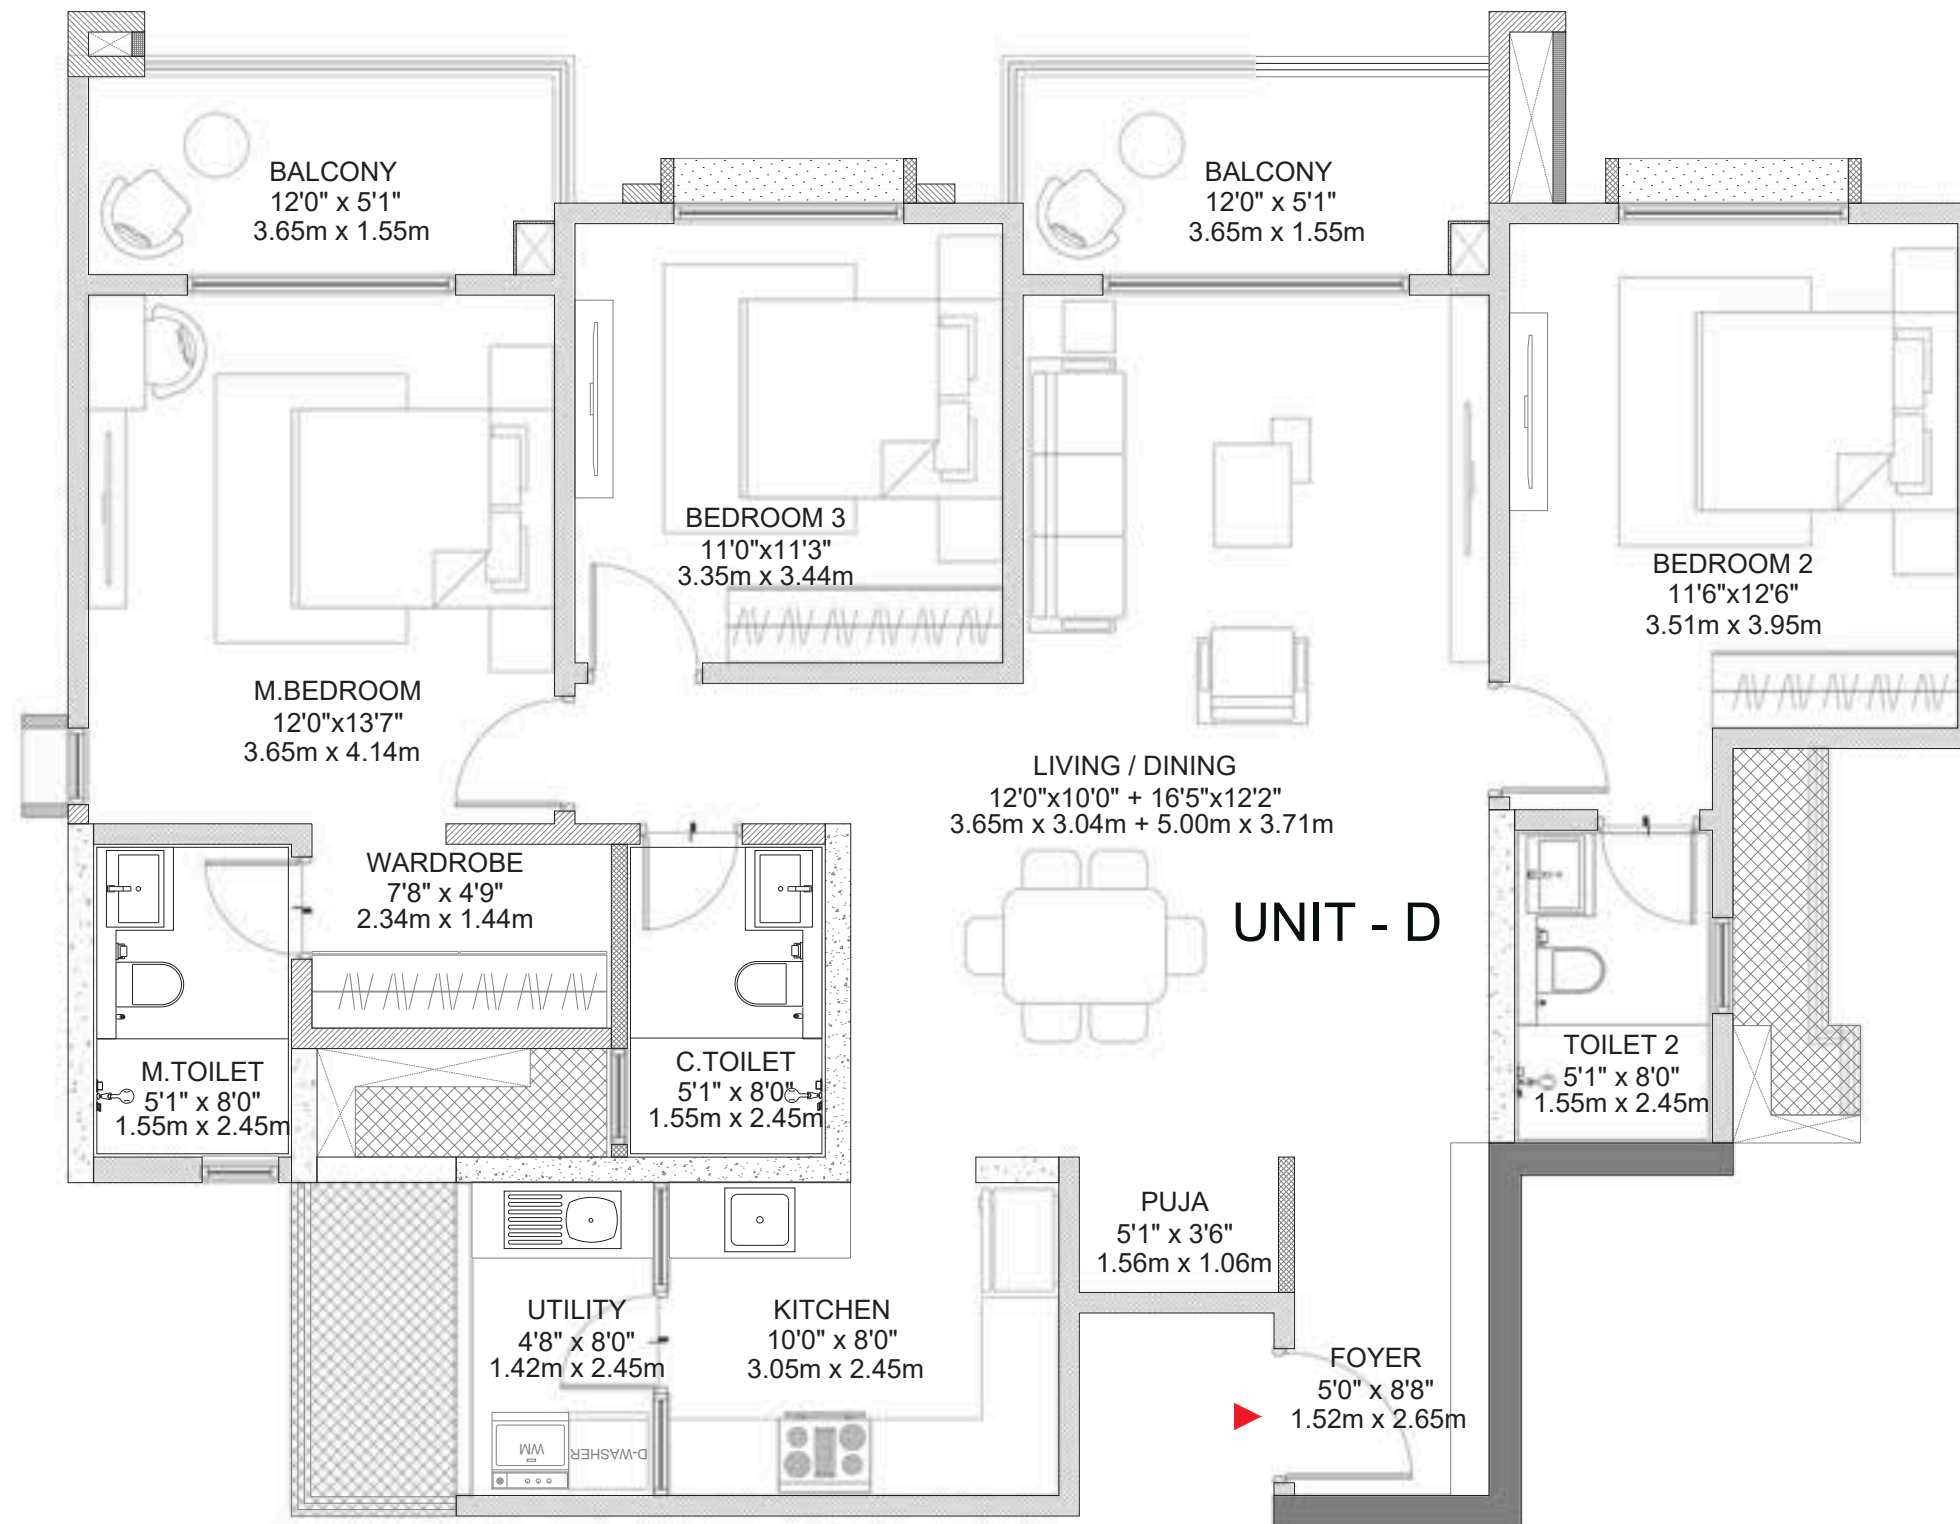 BALCONY
12'0" x 5'1"
3.65m x 1.55m
BALCONY
12'0" x 5'1"
3.65m x 1.55m
BEDROOM 3
11'0"x11'3"
3.35m x 3.44m
BEDROOM 2
11'6"x12'6"
3.51m x 3.95m
M.BEDROOM
12'0"x13'7"
3.65m x 4.14m
LIVING / DINING
12'0"x10'0" + 16'5"x12'2"
3.65m x 3.04m + 5.00m x 3.71m
WARDROBE
7'8" x 4'9"
2.34m x 1.44m
UNIT - D
M.TOILET
5'1" x 8'0"
1.55m x 2.45m
C.TOILET
5'1" x 8'0"
1.55m x 2.45m
TOILET 2
5'1" x 8'0"
1.55m x 2.45m
PUJA
5'1" x 3'6"
1.56m x 1.06m
UTILITY
4'8" x 8'0"
1.42m x 2.45m
KITCHEN
10'0" x 8'0"
3.05m x 2.45m
FOYER
5'0" x 8'8"
1.52m x 2.65m
WM
D-WASHER